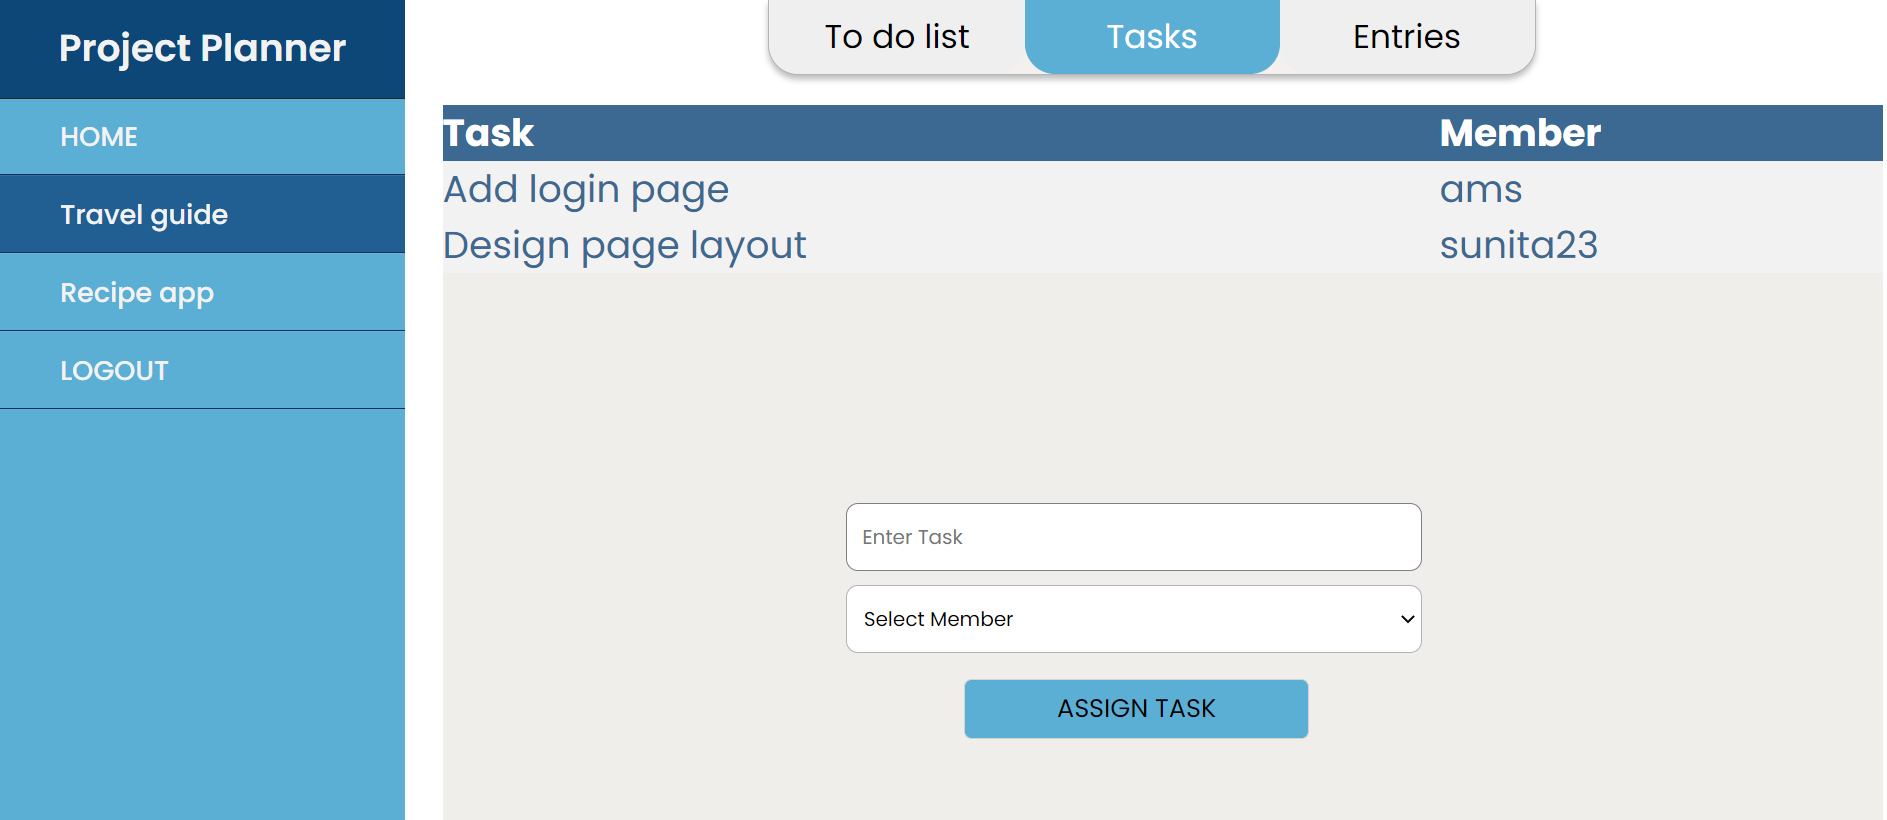 Project Planner
HOME
Travel guide
Recipe app
LOGOUT
To do list Tasks Entries
Task Member
Add login page ams
Design page layout sunita23
Enter Task
Select Member
ASSIGN TASK